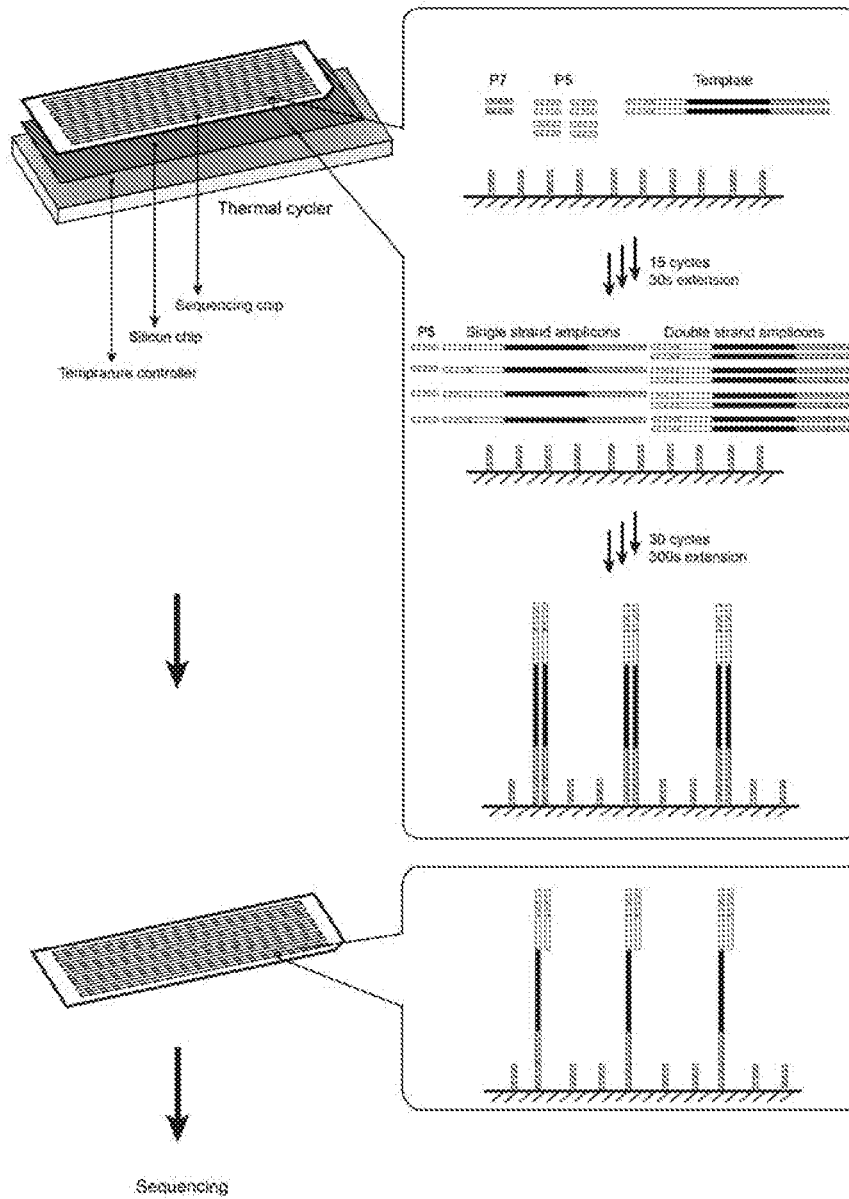 P7
P5
Template
Thermal cycler
Sequencing chip
Silicon chip
Temprature controller
15 cycles
30s extension
P5
Single strand amplicons
Double strand amplicons
30 cycles
300s extension
Sequencing